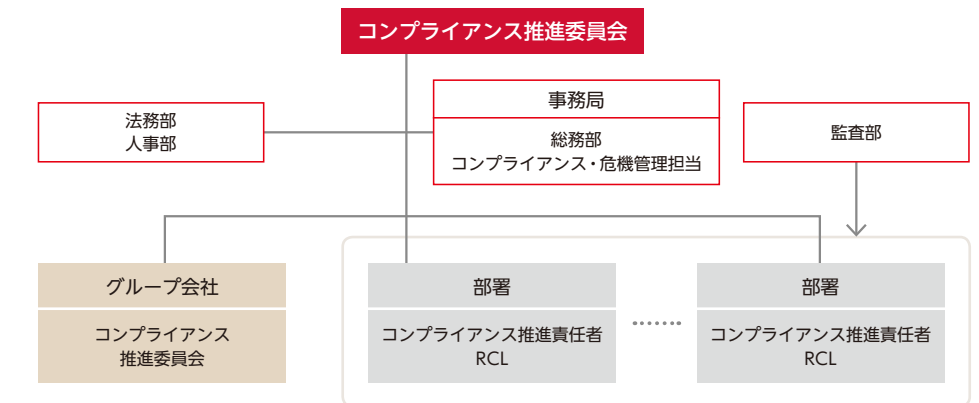 コンプライアンス推進委員会
法務部
人事部
事務局
総務部
コンプライアンス・危機管理担当
監査部
グループ会社
コンプライアンス
推進委員会
部署
コンプライアンス推進責任者
RCL
部署
コンプライアンス推進責任者
RCL